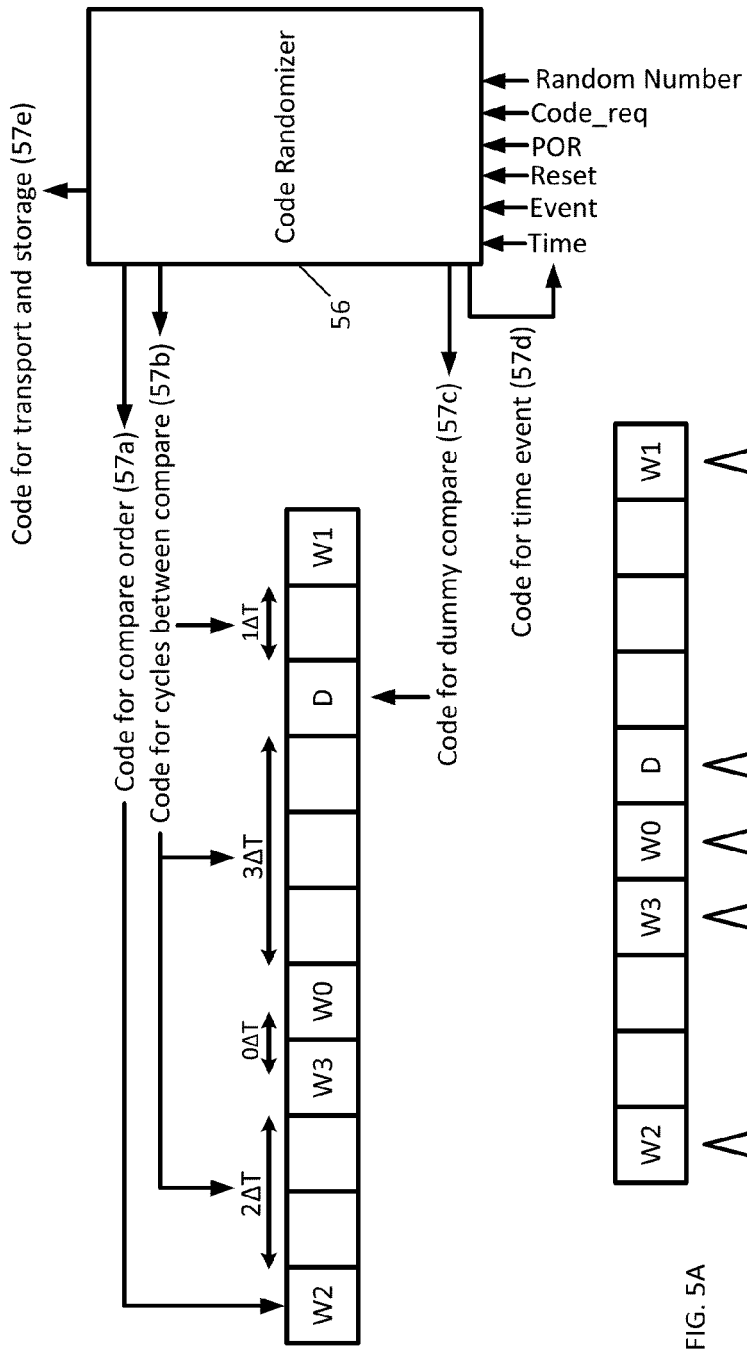 Code for transport and storage (57e)
Code for compare order (57a)
Code for cycles between compare (57b)
Code Randomizer
56
2ΔT
0ΔT
3ΔT
1ΔT
W2
W3
W0
D
W1
Code for dummy compare (57c)
Code for time event (57d)
Time
Event
Reset
POR
Code_req
Random Number
W2
W3
W0
D
W1
FIG. 5A